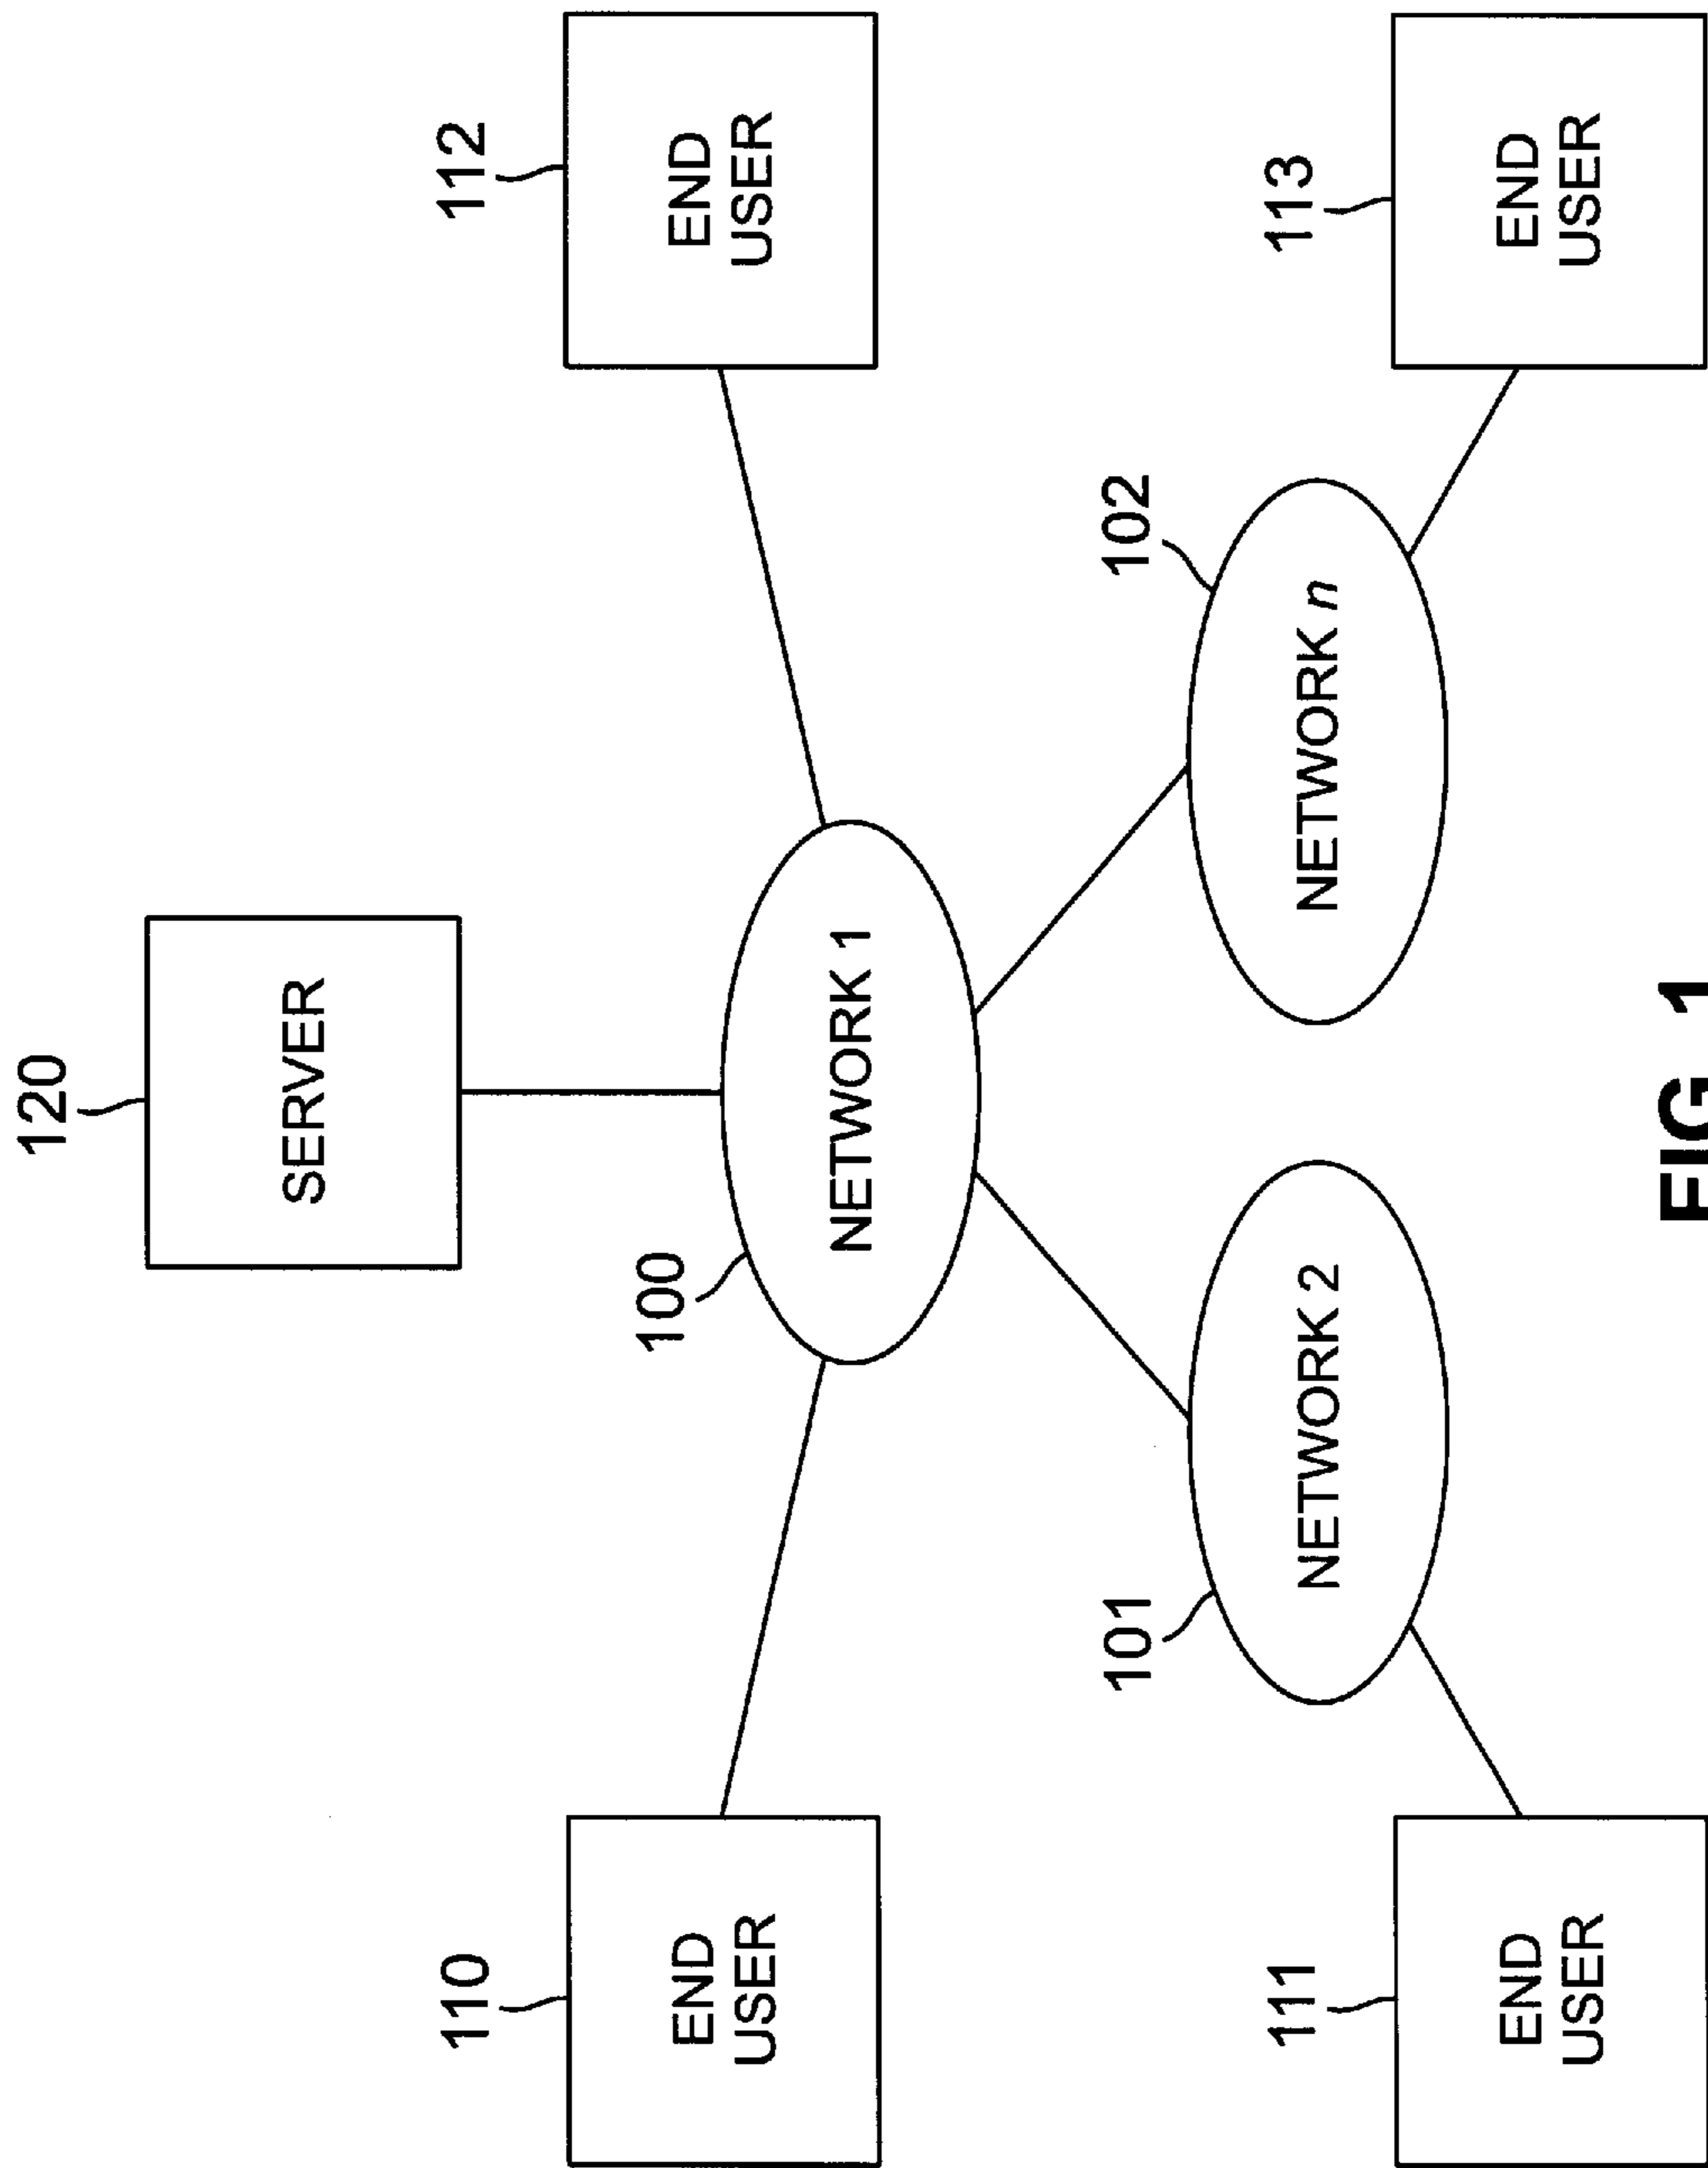 120
SERVER
110
END
USER
100
NETWORK 1
112
END
USER
101
NETWORK 2
102
NETWORK n
111
END
USER
113
END
USER
FIG 1